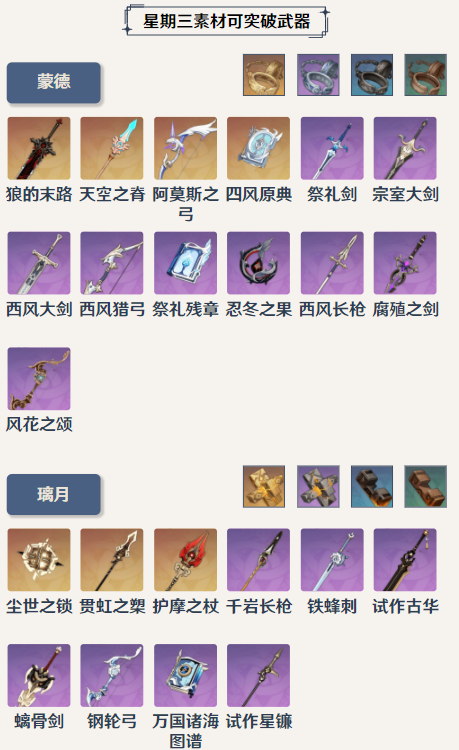 星期三素材可突破武器
蒙德
狼的末路 天空之脊 阿莫斯之弓 四风原典 祭礼剑 宗室大剑
西风大剑 西风猎弓 祭礼残章 忍冬之果 西风长枪 腐殖之剑
风花之颂
璃月
尘世之锁 贯虹之槊 护摩之杖 千岩长枪 铁蜂刺 试作古华
螭骨剑 钢轮弓 万国诸海图谱 试作星镰